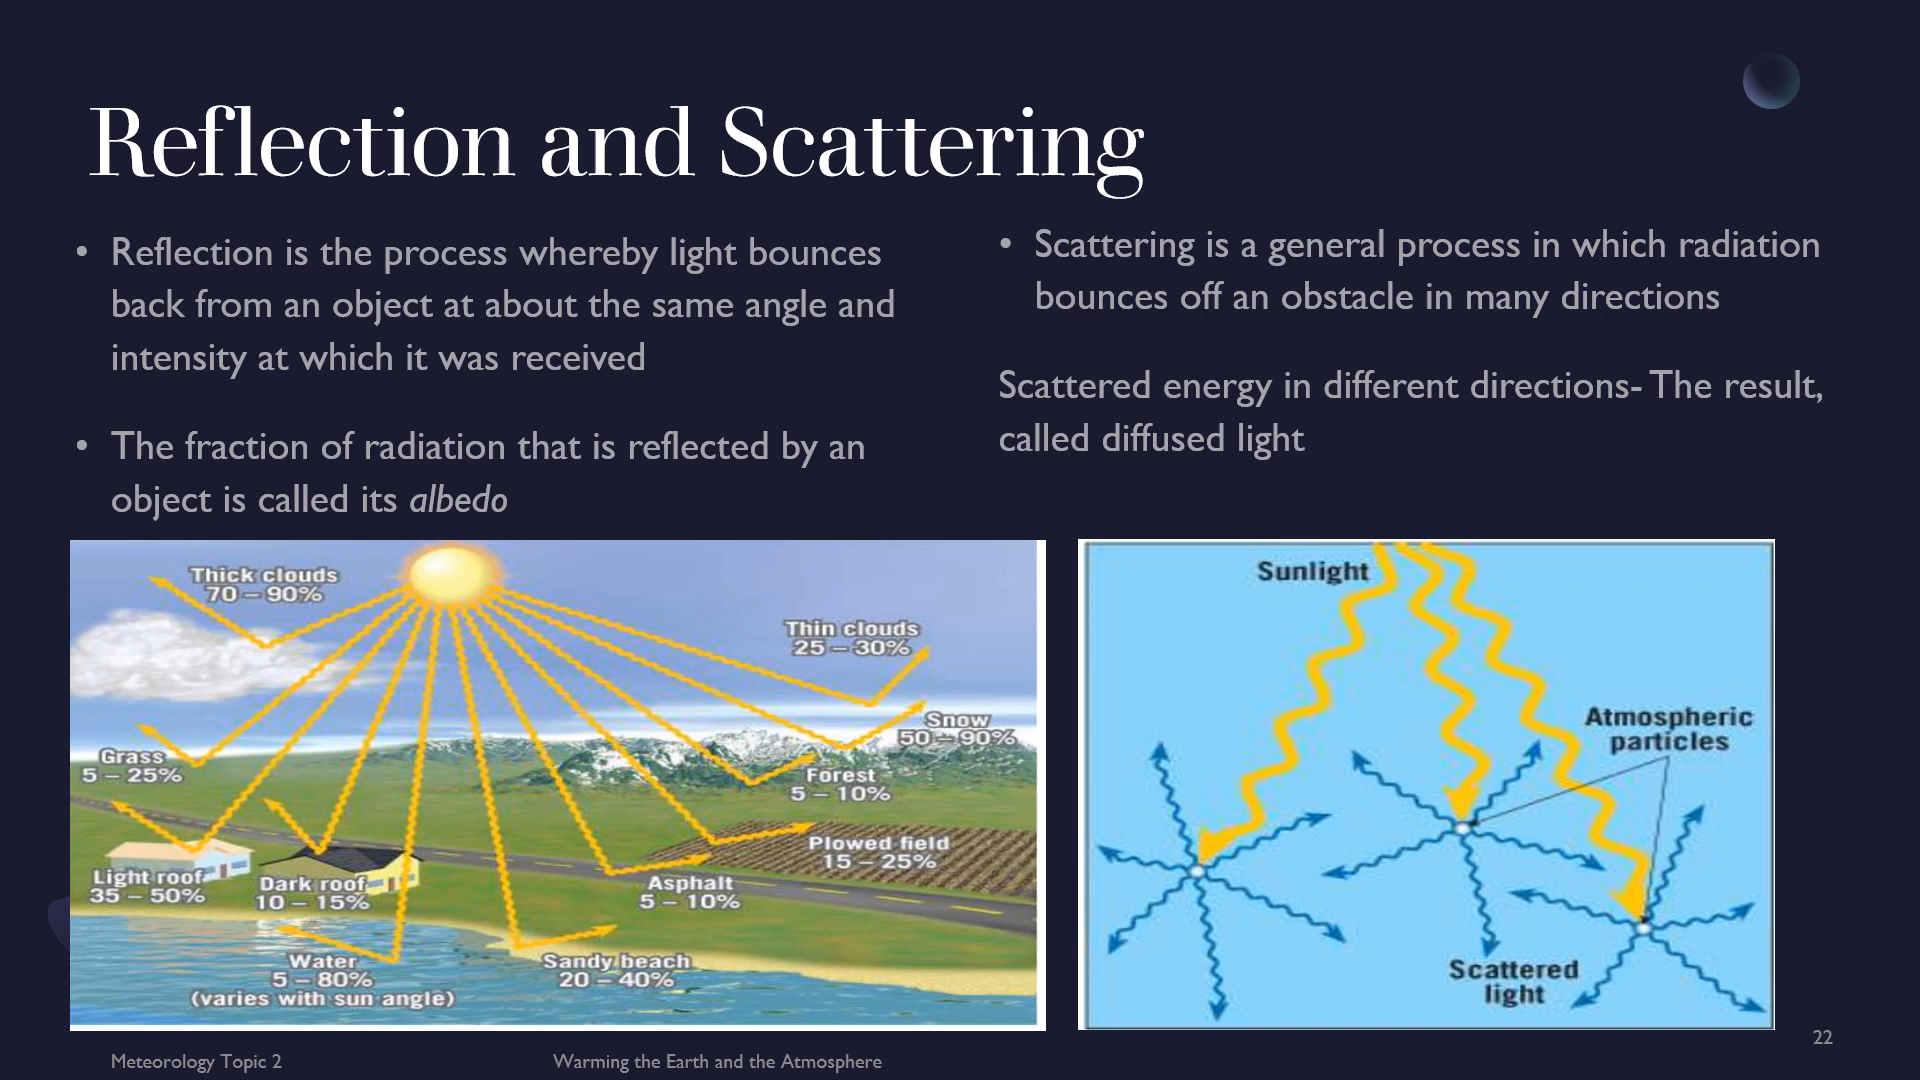 Reflection and Scattering
• Reflection is the process whereby light bounces
back from an object at about the same angle and
intensity at which it was received
• The fraction of radiation that is reflected by an
object is called its albedo
• Scattering is a general process in which radiation
bounces off an obstacle in many directions
Scattered energy in different directions- The result,
called diffused light
Thick clouds
70 – 90%
Thin clouds
25 – 30%
Snow
50 – 90%
Grass
5 – 25%
Forest
5 – 10%
Plowed field
15 – 25%
Light roof
35 – 50%
Dark roof
10 – 15%
Asphalt
5 – 10%
Water
5 – 80%
(varies with sun angle)
Sandy beach
20 – 40%
Sunlight
Atmospheric
particles
Scattered
light
Meteorology Topic 2
Warming the Earth and the Atmosphere
22